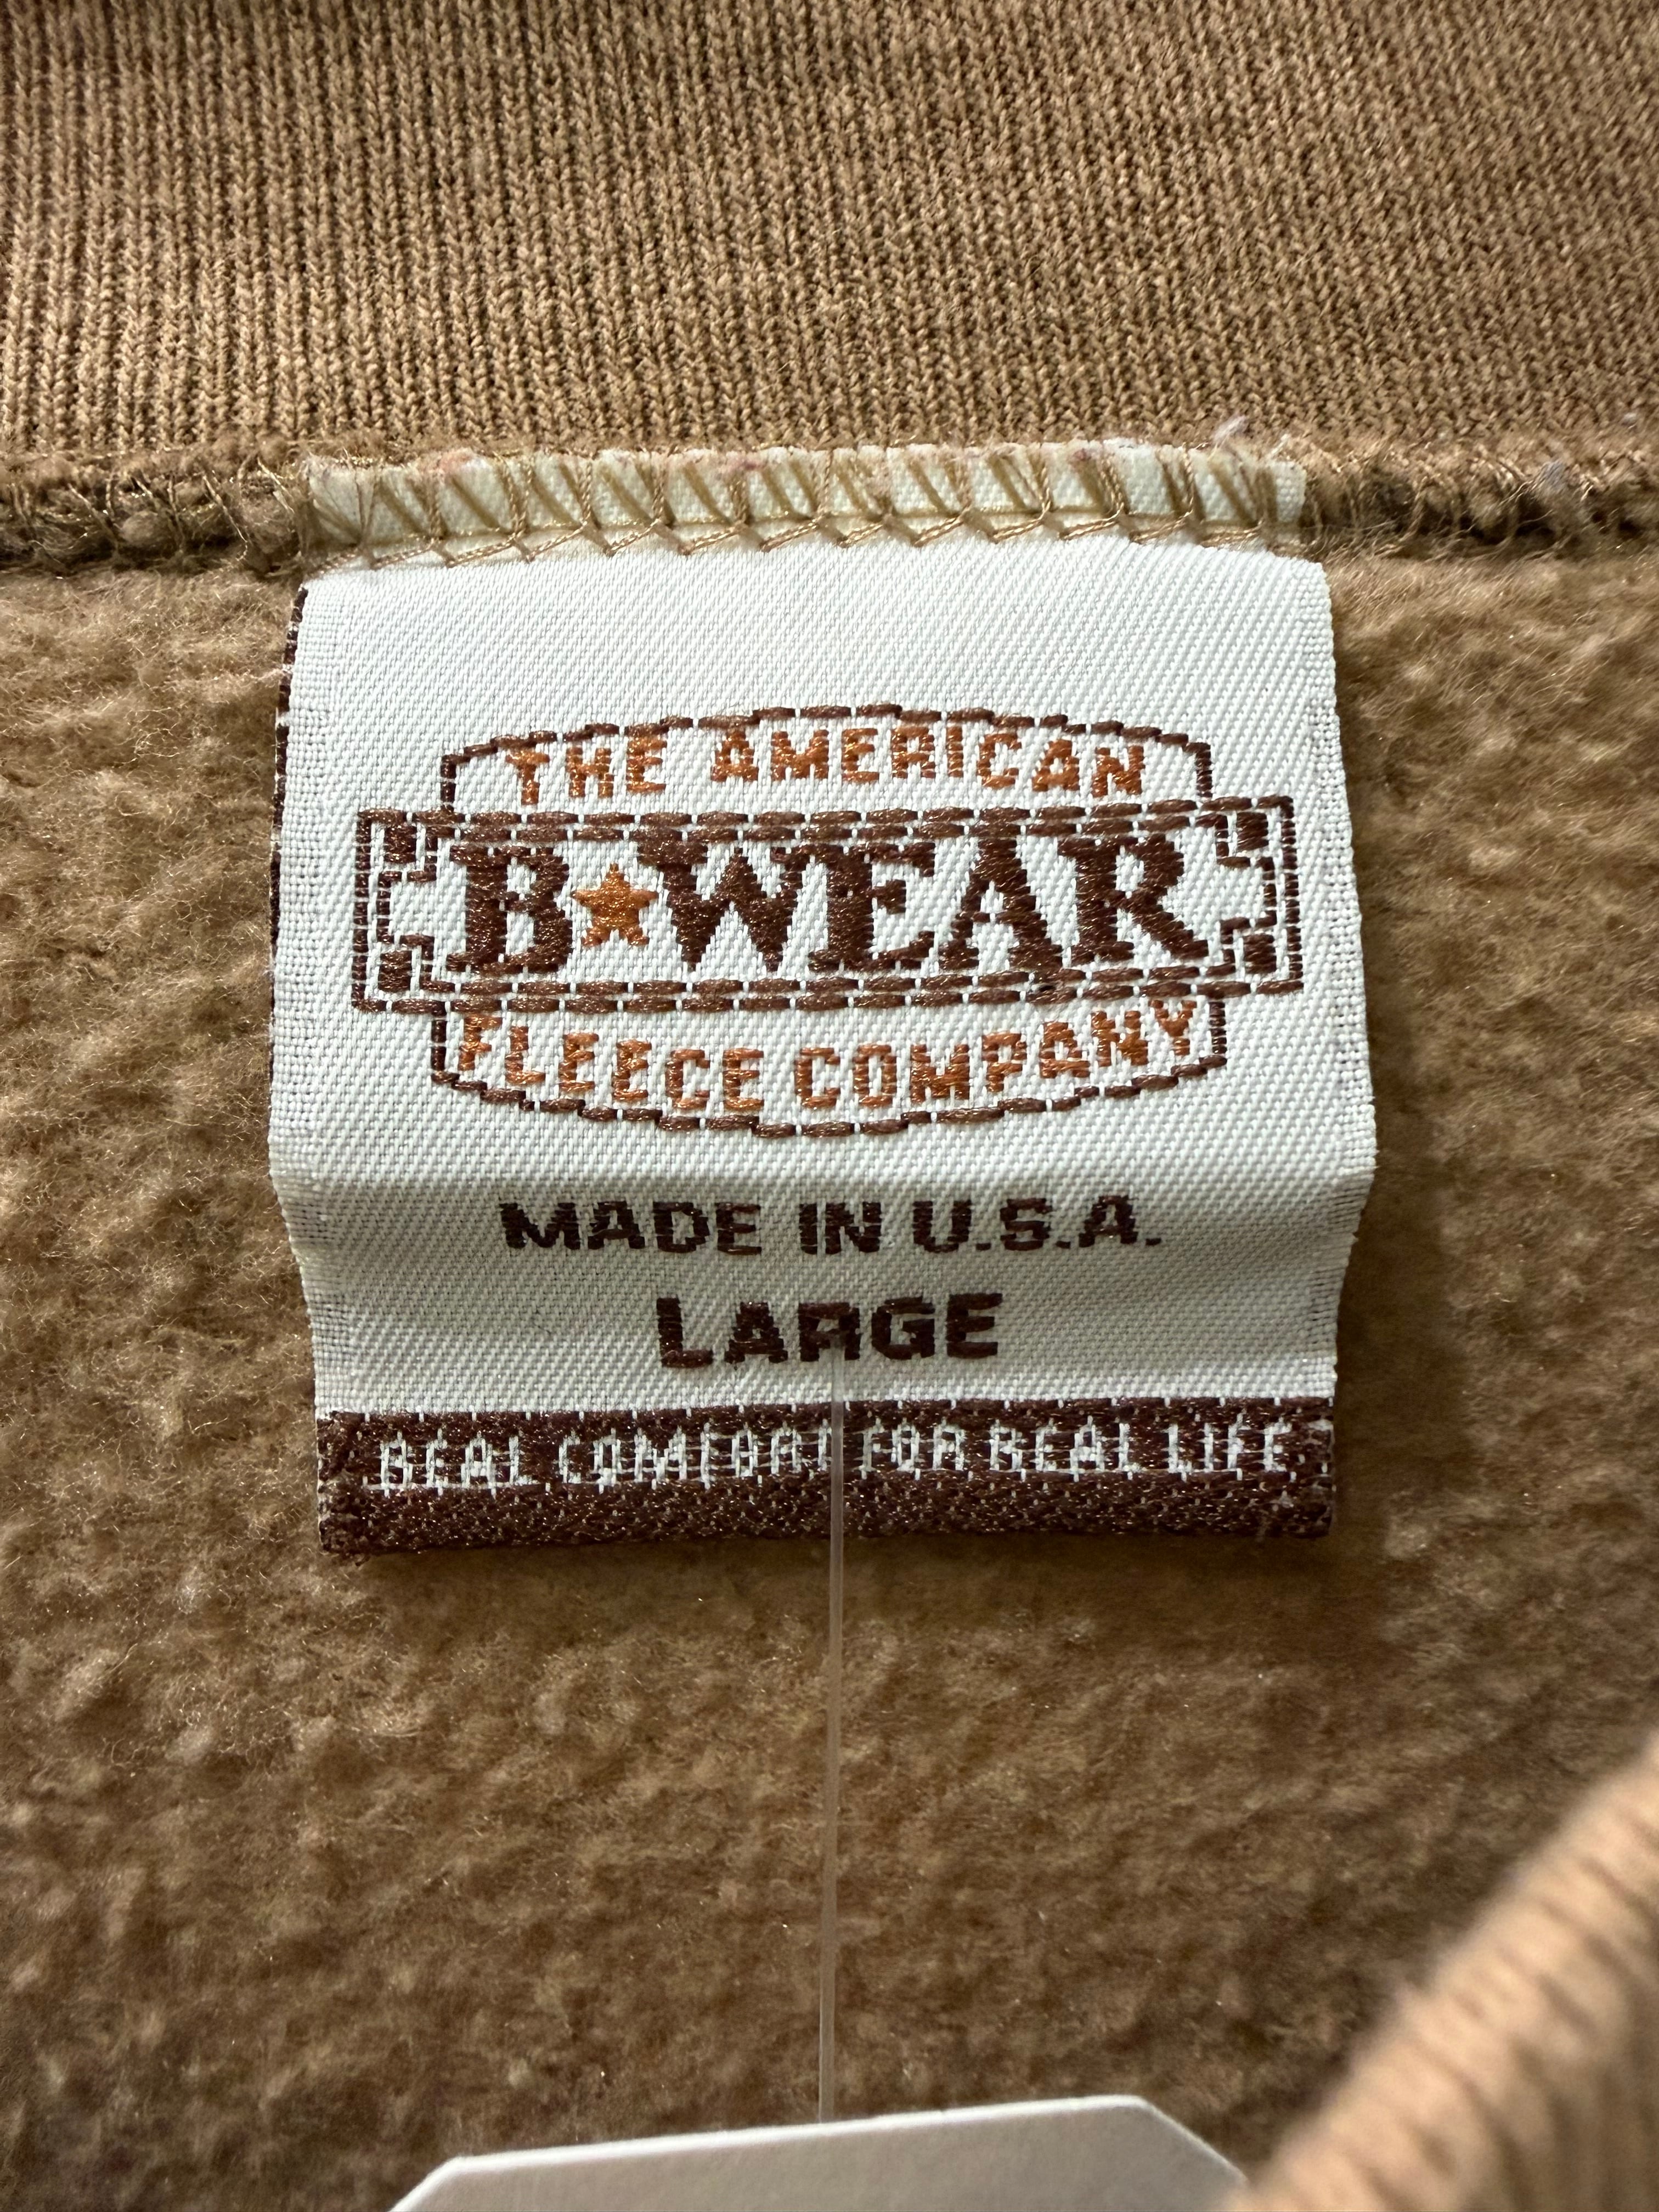 THE AMERICAN
B★WEAR
FLEECE COMPANY
MADE IN U.S.A.
LARGE
REAL COMFORT FOR REAL LIFE